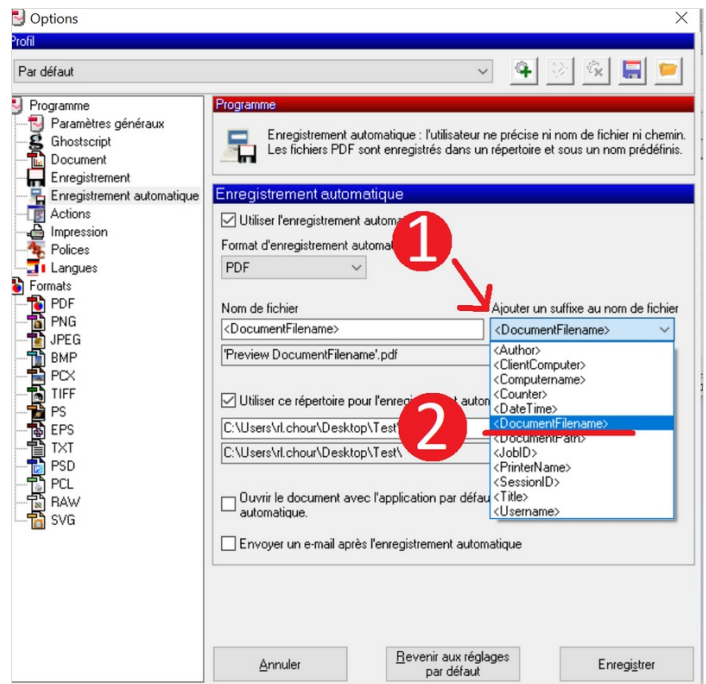 Options
Profil
Par défaut
Programme
Paramètres généraux
Ghostscript
Document
Enregistrement
Enregistrement automatique
Actions
Impression
Polices
Langues
Formats
PDF
PNG
JPEG
BMP
PCX
TIFF
PS
EPS
TXT
PSD
PCL
RAW
SVG
Programme
Enregistrement automatique : l'utilisateur ne précise ni nom de fichier ni chemin.
Les fichiers PDF sont enregistrés dans un répertoire et sous un nom prédéfinis.
Enregistrement automatique
Utiliser l'enregistrement
Format d'enregistrement
1
PDF
Nom de fichier
Ajouter un suffixe au nom de fichier
<DocumentFilename>
<DocumentFilename>
'Preview DocumentFilename'.pdf
<Author>
<ClientComputer>
<Computername>
<Counter>
<DateTime>
<DocumentFilename>
<DocumentPath>
<JobID>
<PrinterName>
<SessionID>
<Title>
<Username>
Utiliser ce répertoire pour
2
C:\Users\rl.chour\Desktop\Test\
C:\Users\rl.chour\Desktop\Test\
Ouvrir le document avec l'application par
automatique.
Envoyer un e-mail après l'enregistrement automatique
Annuler
Revenir aux réglages
par défaut
Enregistrer